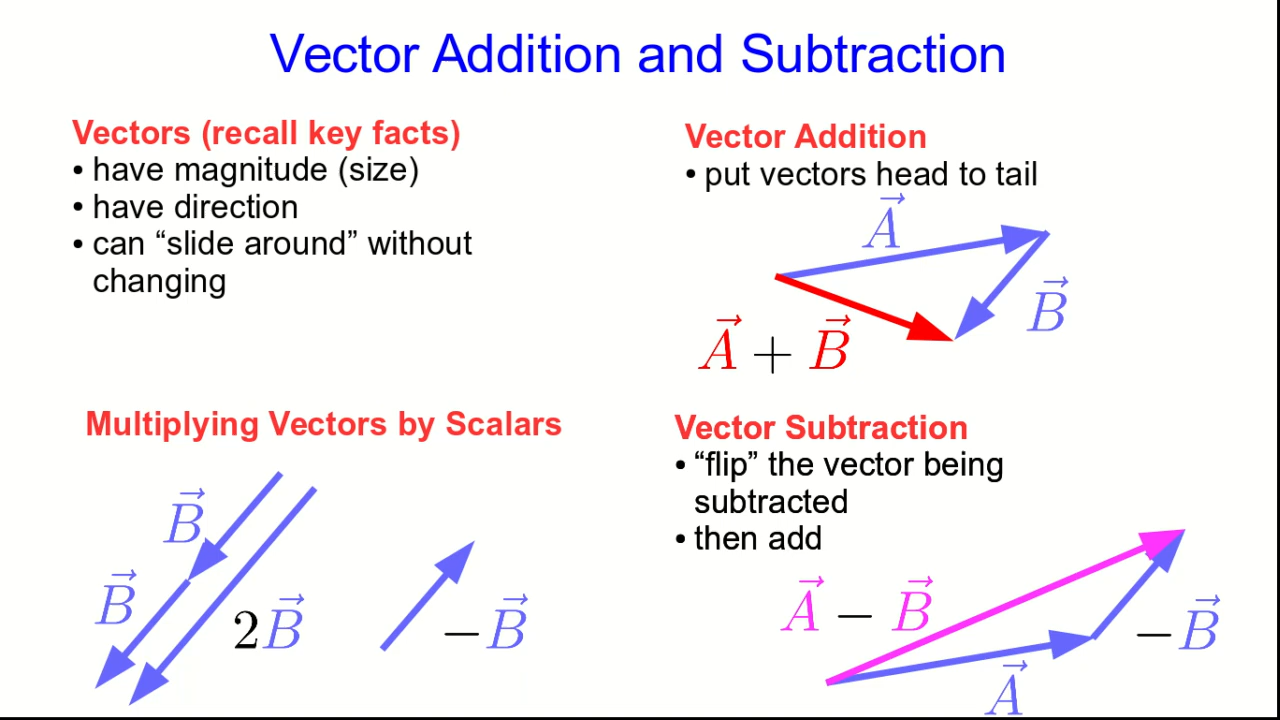 Vector Addition and Subtraction
Vectors (recall key facts)
• have magnitude (size)
• have direction
• can “slide around” without
changing
Vector Addition
• put vectors head to tail
A⃗
B⃗
A⃗ + B⃗
Multiplying Vectors by Scalars
B⃗
B⃗
2B⃗
−B⃗
Vector Subtraction
• “flip” the vector being
subtracted
• then add
A⃗ − B⃗
−B⃗
A⃗